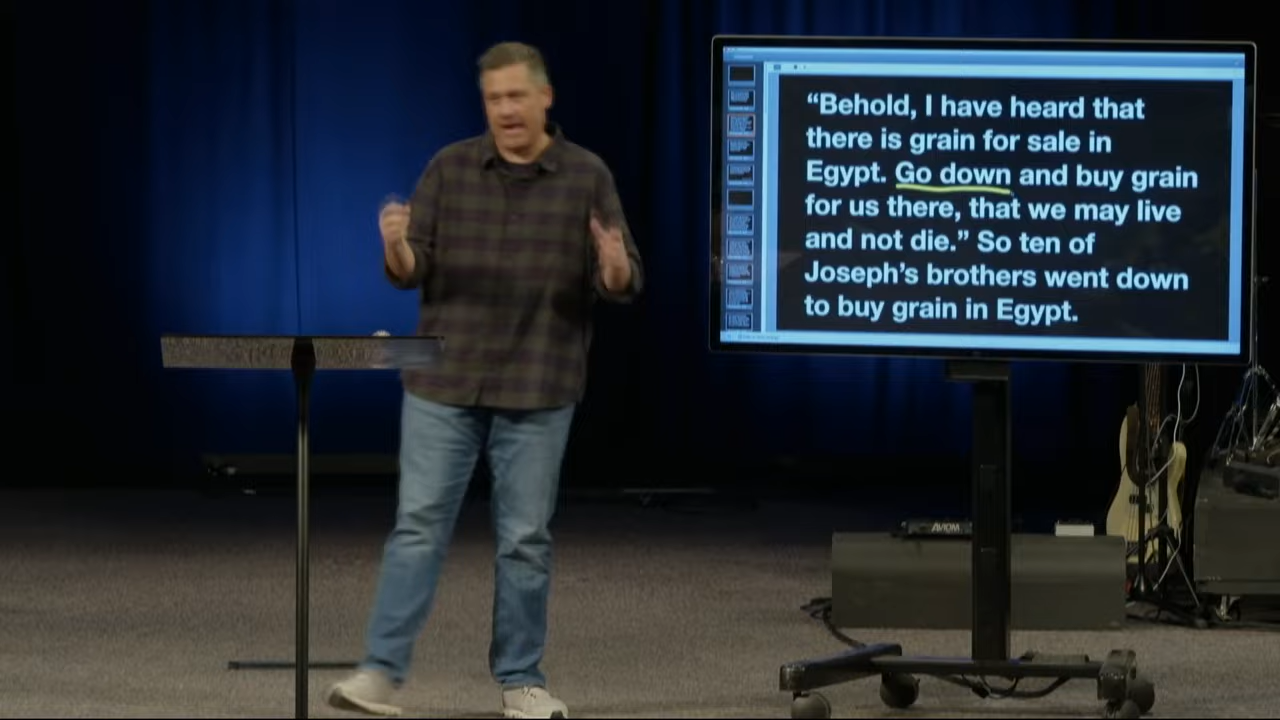 “Behold, I have heard that
there is grain for sale in
Egypt. Go down and buy grain
for us there, that we may live
and not die.” So ten of
Joseph’s brothers went down
to buy grain in Egypt.
AVIOM